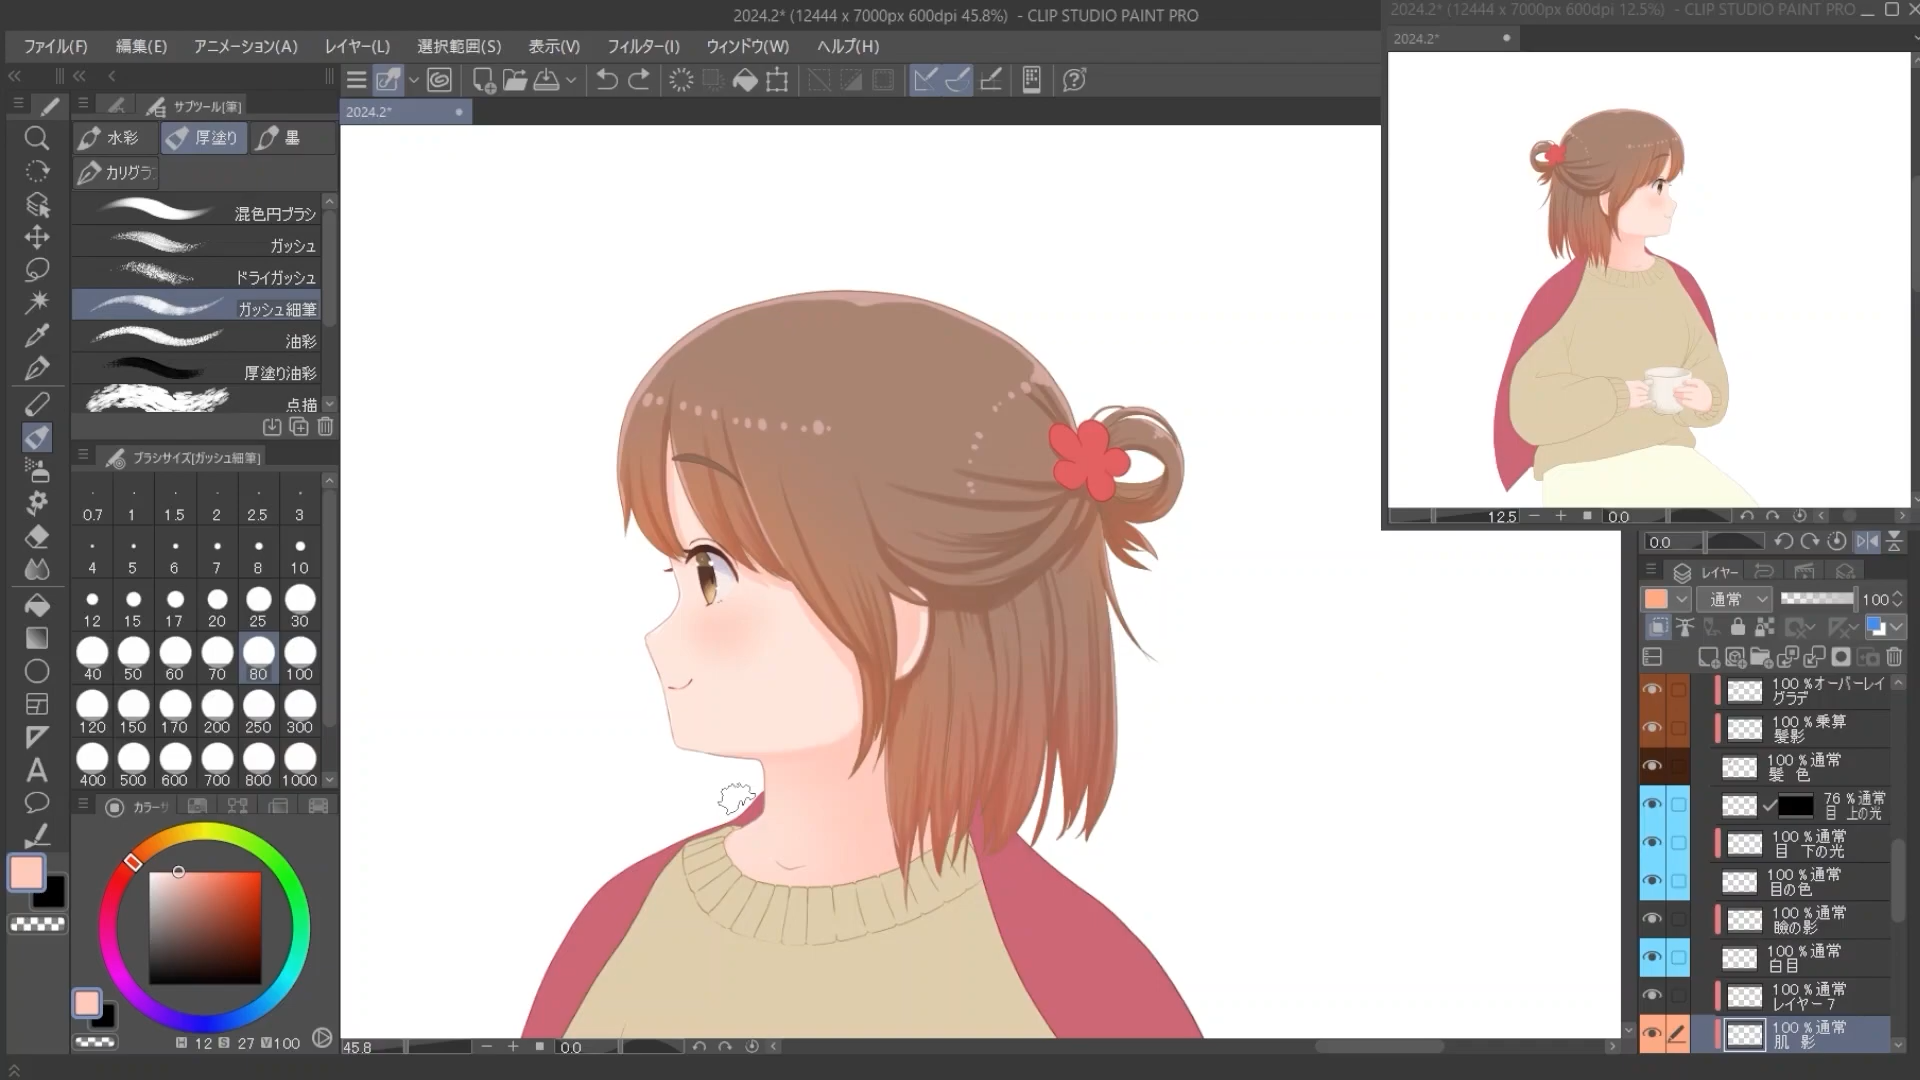 2024.2* (12444 x 7000px 600dpi 45.8%)  - CLIP STUDIO PAINT PRO
2024.2* (12444 x 7000px 600dpi 12.5%)  - CLIP STUDIO PAINT PRO
ファイル(F) 編集(E) アニメーション(A) レイヤー(L) 選択範囲(S) 表示(V) フィルター(I) ウィンドウ(W) ヘルプ(H)
2024.2*
サブツール[筆]
2024.2*
水彩 厚塗り 墨
カリグラ
混色円ブラシ
ガッシュ
ドライガッシュ
ガッシュ細筆
油彩
厚塗り油彩
点描
ブラシサイズ[ガッシュ細筆]
0.7 1 1.5 2 2.5 3
4 5 6 7 8 10
12 15 17 20 25 30
40 50 60 70 80 100
120 150 170 200 250 300
400 500 600 700 800 1000
カラーサ
H 12 S 27 V 100
45.8 0.0
12.5 0.0
0.0
レイヤー
通常 100
100 %オーバーレイ
グラデ
100 %乗算
髪影
100 %通常
髪 色
76 %通常
目 上の光
100 %通常
目 下の光
100 %通常
目の色
100 %通常
瞼の影
100 %通常
白目
100 %通常
レイヤー 7
100 %通常
肌 影